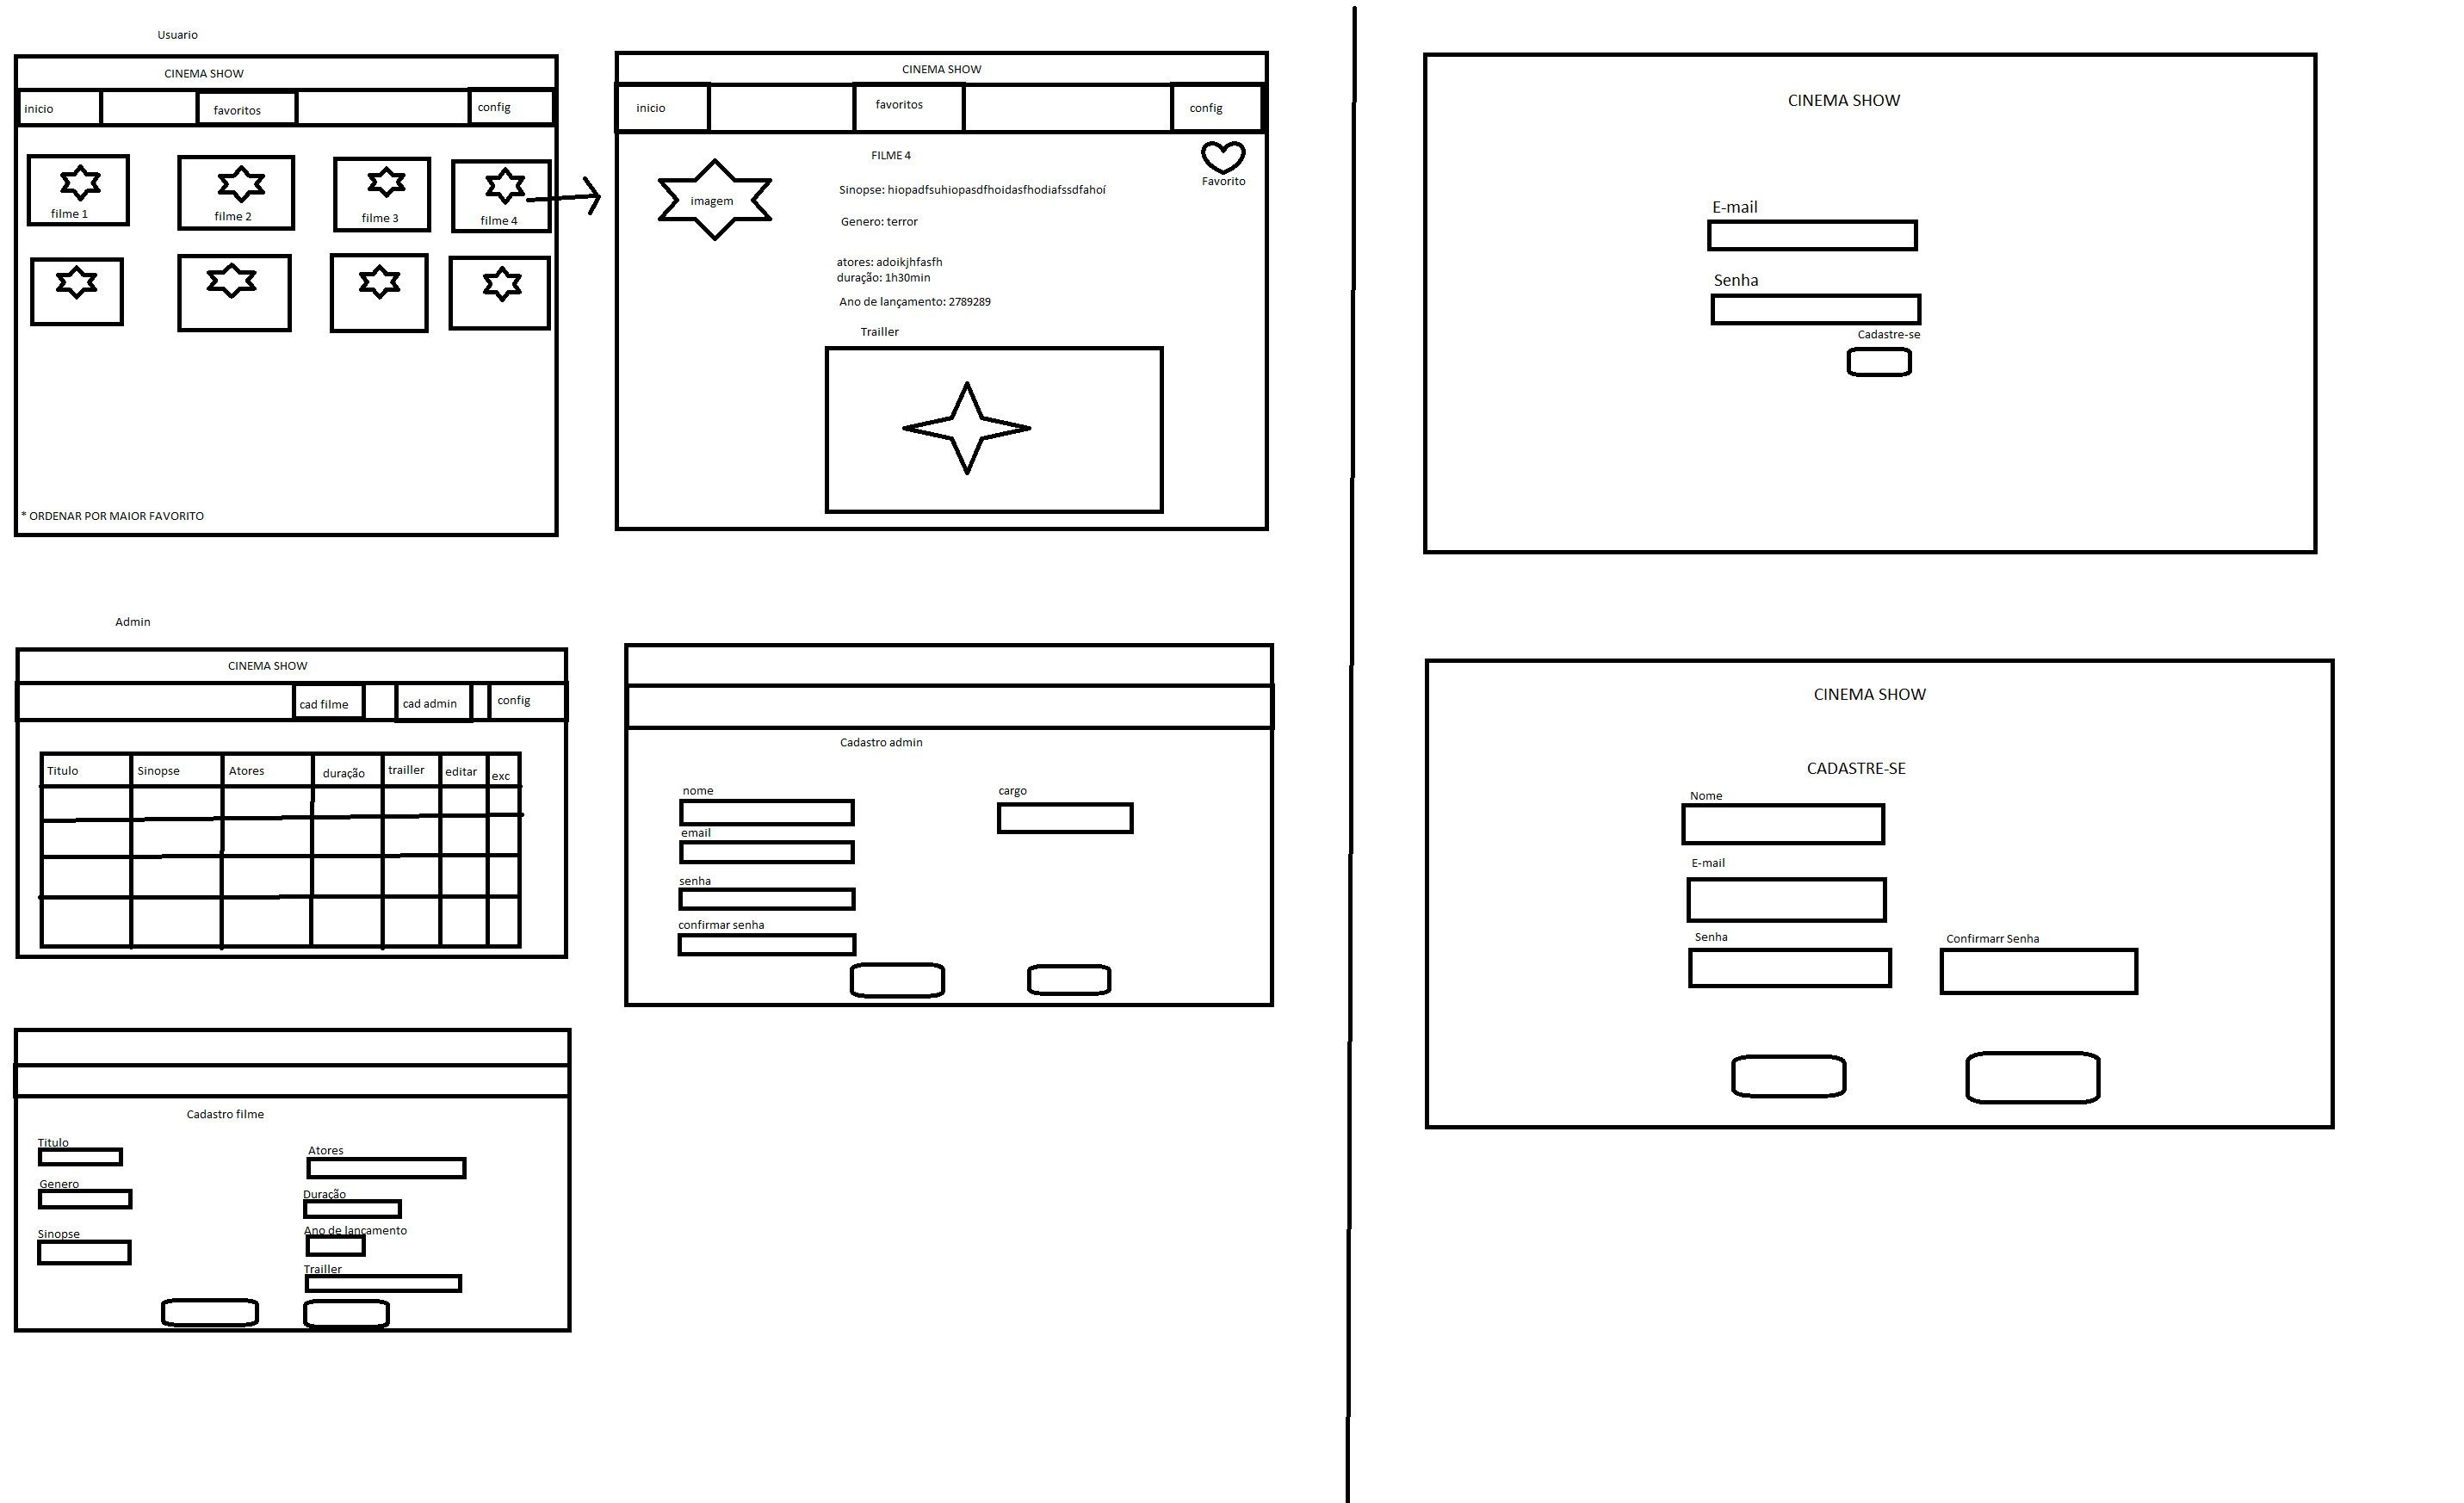 Usuario
CINEMA SHOW
inicio
favoritos
config
filme 1
filme 2
filme 3
filme 4
* ORDENAR POR MAIOR FAVORITO
CINEMA SHOW
inicio
favoritos
config
FILME 4
Favorito
imagem
Sinopse: hiopadfsuhiopasdfhoidasfhodiafssdfahoí
Genero: terror
atores: adoikjhfasfh
duração: 1h30min
Ano de lançamento: 2789289
Trailler
Admin
CINEMA SHOW
cad filme
cad admin
config
Titulo
Sinopse
Atores
duração
trailler
editar
exc
Cadastro admin
nome
cargo
email
senha
confirmar senha
Cadastro filme
Titulo
Genero
Sinopse
Atores
Duração
Ano de lançamento
Trailler
CINEMA SHOW
E-mail
Senha
Cadastre-se
CINEMA SHOW
CADASTRE-SE
Nome
E-mail
Senha
Confirmarr Senha